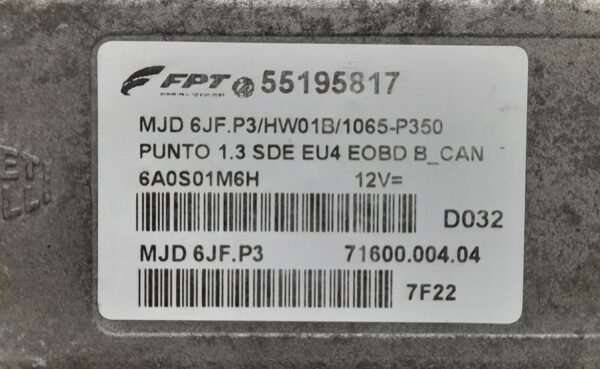 FPT 55195817
MJD 6JF.P3/HW01B/1065-P350
PUNTO 1.3 SDE EU4 EOBD B_CAN
6A0S01M6H 12V=
D032
MJD 6JF.P3 71600.004.04
7F22